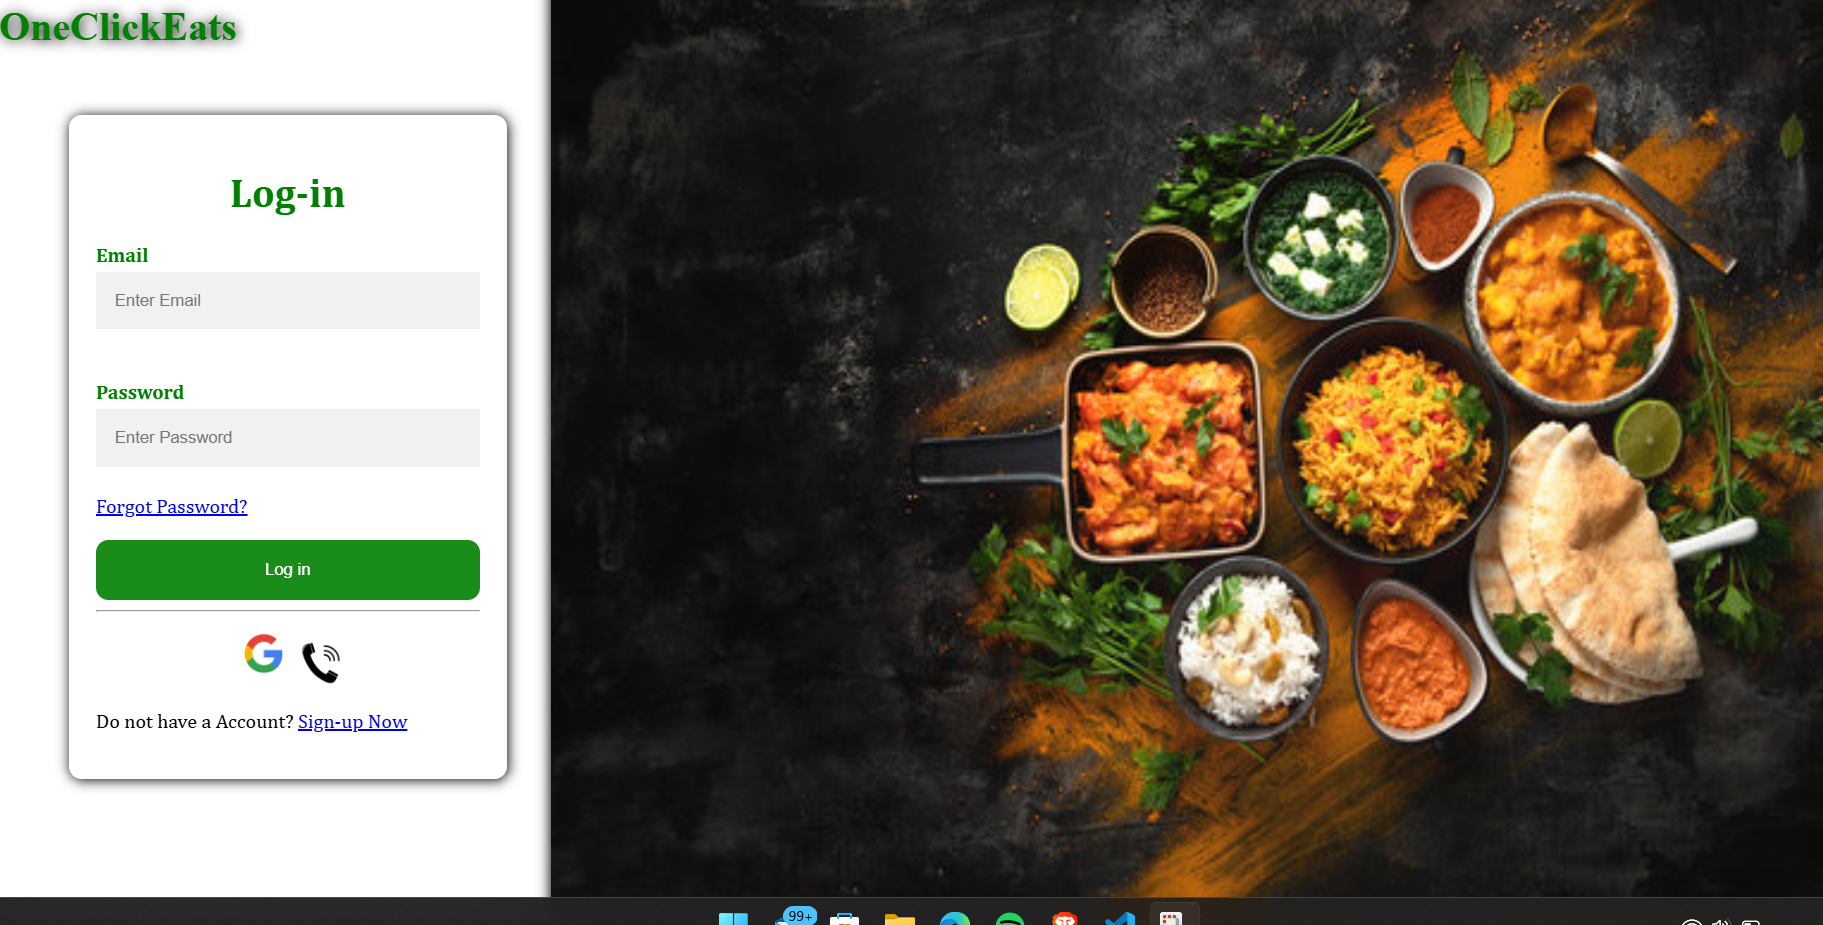 OneClickEats
Log-in
Email
Enter Email
Password
Enter Password
Forgot Password?
Log in
Do not have a Account? Sign-up Now
99+